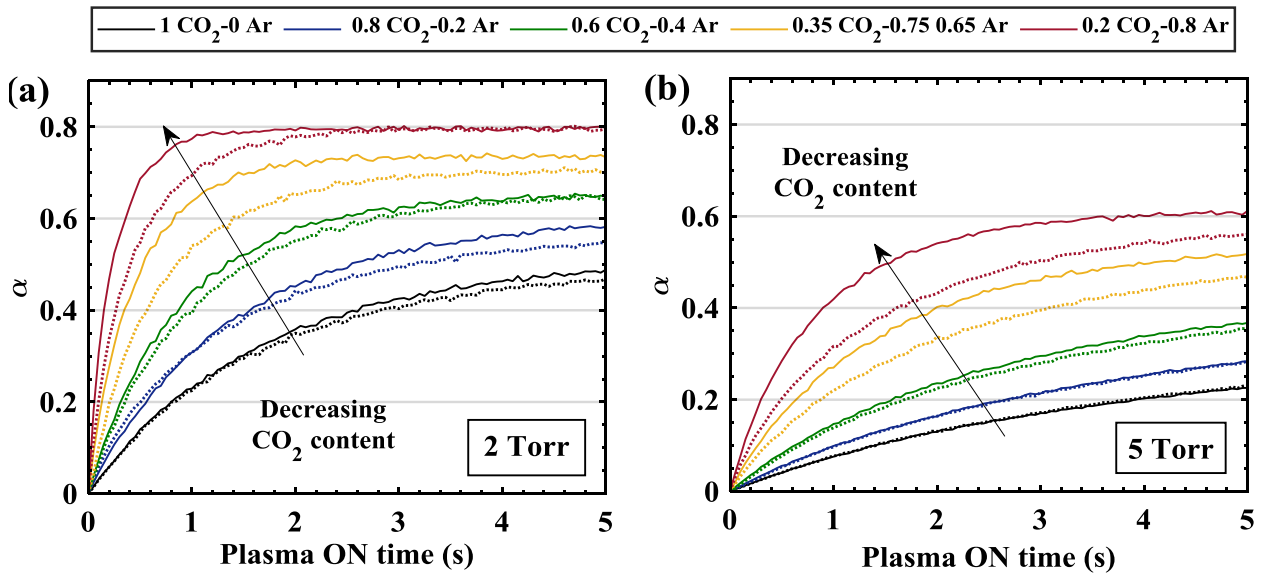 1 CO₂-0 Ar 0.8 CO₂-0.2 Ar 0.6 CO₂-0.4 Ar 0.35 CO₂-0.75 0.65 Ar 0.2 CO₂-0.8 Ar
(a)
α
0.8
0.6
0.4
0.2
0
0 1 2 3 4 5
Plasma ON time (s)
Decreasing
CO₂ content
2 Torr
(b)
α
0.8
0.6
0.4
0.2
0
0 1 2 3 4 5
Plasma ON time (s)
Decreasing
CO₂ content
5 Torr